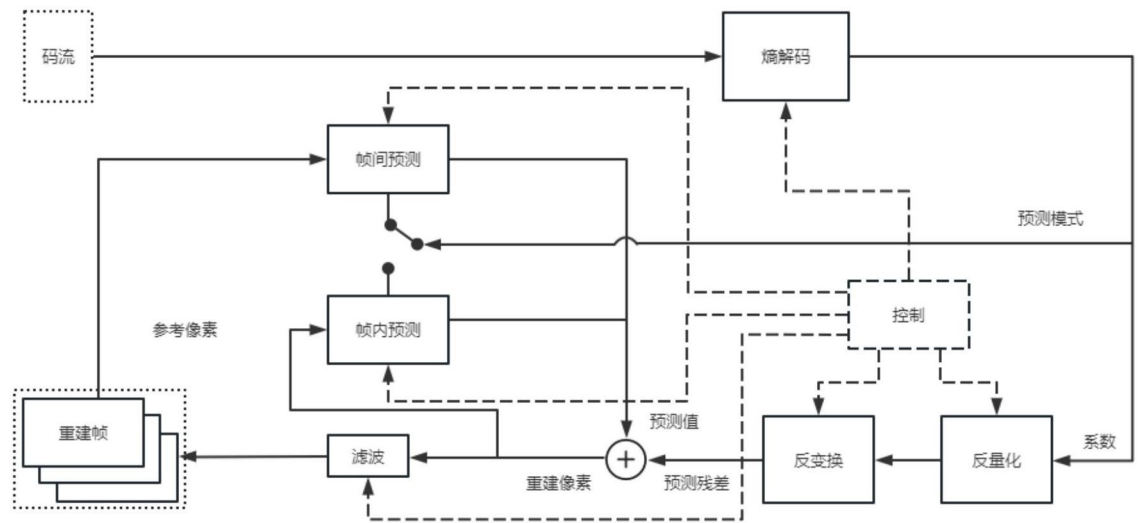 码流
熵解码
帧间预测
预测模式
控制
帧内预测
参考像素
预测值
重建帧
滤波
重建像素
预测残差
反变换
反量化
系数